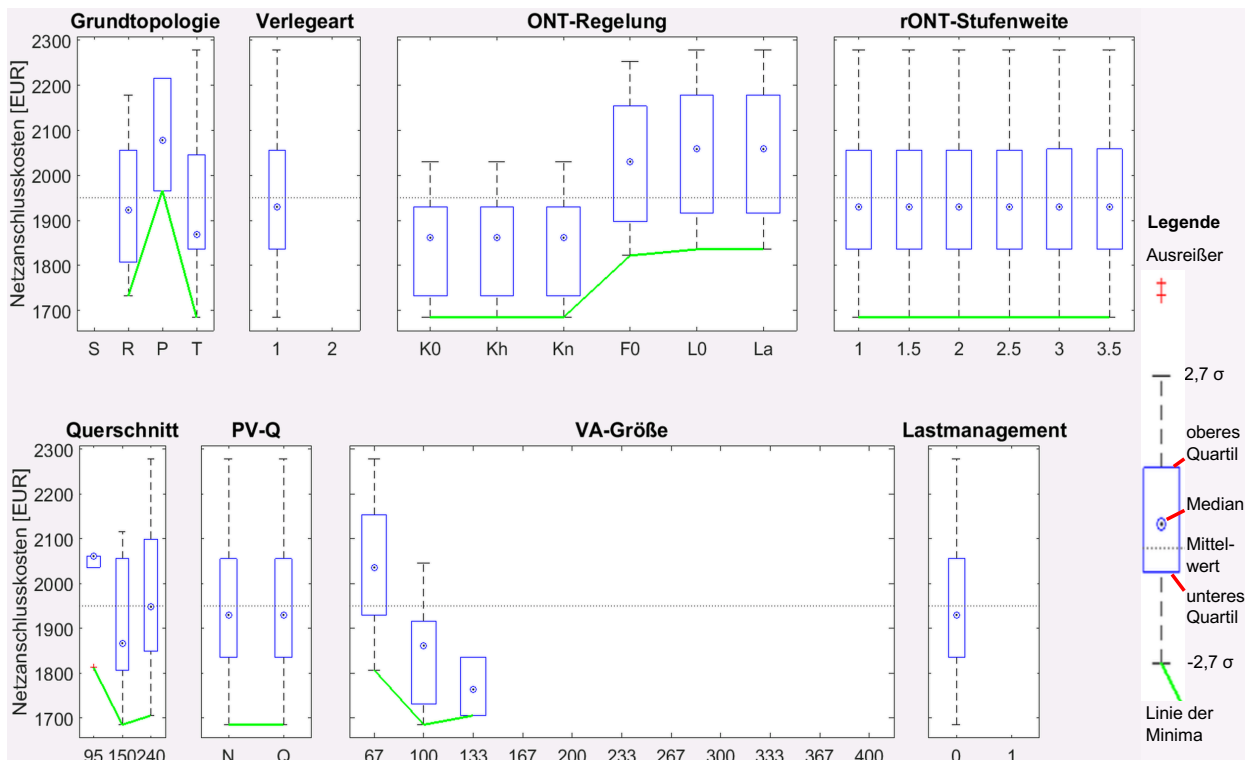 Grundtopologie
Verlegeart
ONT-Regelung
rONT-Stufenweite
Netzanschlusskosten [EUR]
2300
2200
2100
2000
1900
1800
1700
S R P T
1 2
K0 Kh Kn F0 L0 La
1 1.5 2 2.5 3 3.5
Querschnitt
PV-Q
VA-Größe
Lastmanagement
Netzanschlusskosten [EUR]
2300
2200
2100
2000
1900
1800
1700
95 150 240
N Q
67 100 133 167 200 233 267 300 333 367 400
0 1
Legende
Ausreißer
2,7 σ
oberes
Quartil
Median
Mittel-
wert
unteres
Quartil
-2,7 σ
Linie der
Minima